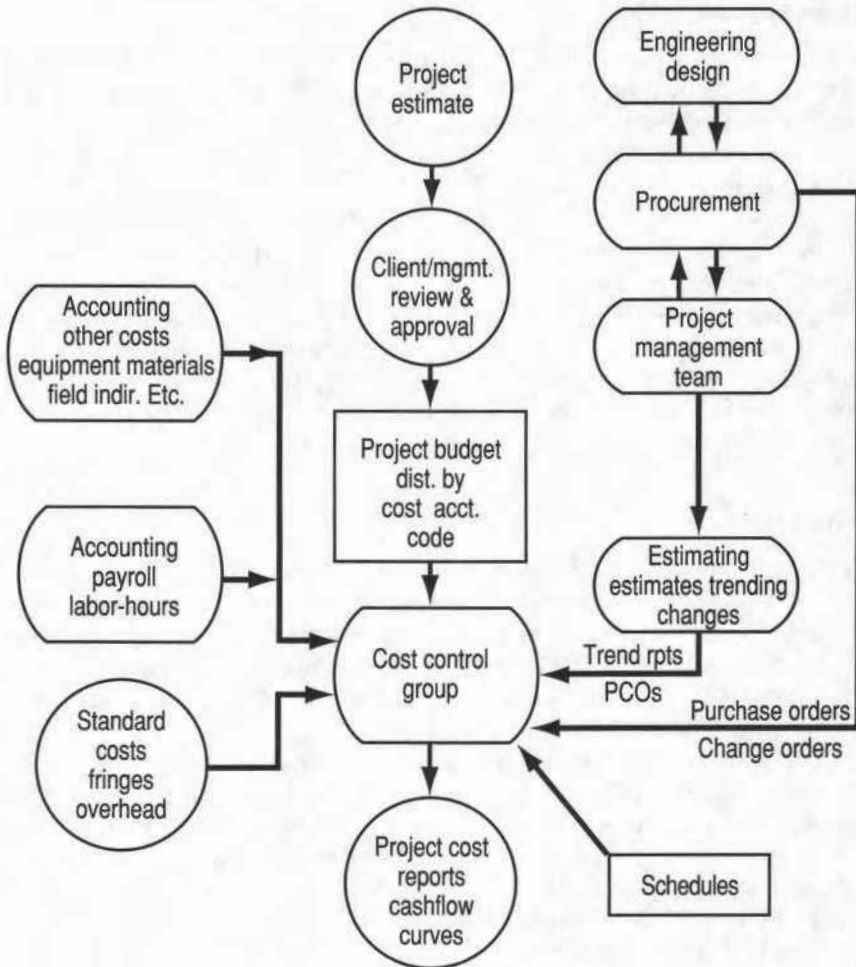 Project
estimate
Client/mgmt.
review &
approval
Project budget
dist. by
cost acct.
code
Cost control
group
Project cost
reports
cashflow
curves
Accounting
other costs
equipment materials
field indir. Etc.
Accounting
payroll
labor-hours
Standard
costs
fringes
overhead
Engineering
design
Procurement
Project
management
team
Estimating
estimates trending
changes
Trend rpts
PCOs
Purchase orders
Change orders
Schedules